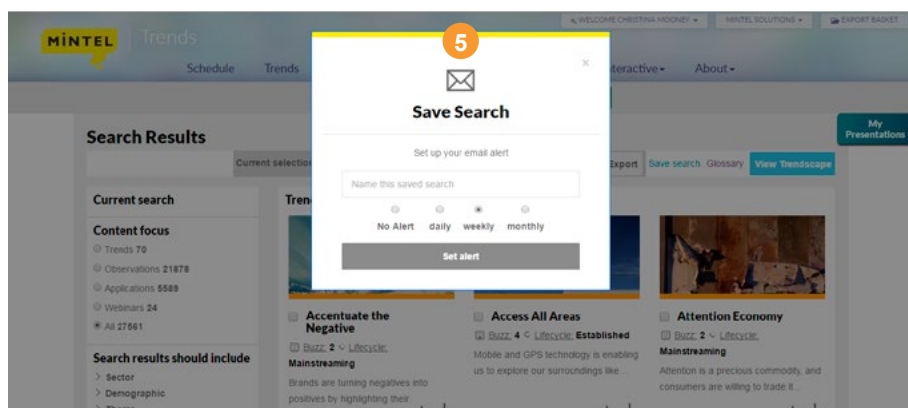 WELCOME CHRISTINA MOONEY
MINTEL SOLUTIONS
EXPORT BASKET
MiNTEL Trends
5
Schedule Trends teractive About
My Presentations
Save Search
Search Results
Set up your email alert
Current selection Export Save search Glossary View Trendscape
Name this saved search
Current search Tren
No Alert daily weekly monthly
Content focus
Trends 70
Observations 21878
Set alert
Applications 5589
Webinars 24
All 27561
Accentuate the Negative
Buzz: 2 Lifecycle:
Mainstreaming
Brands are turning negatives into
positives by highlighting their
Access All Areas
Buzz: 4 Lifecycle: Established
Mobile and GPS technology is enabling
us to explore our surroundings like...
Attention Economy
Buzz: 2 Lifecycle:
Mainstreaming
Attention is a precious commodity, and
consumers are willing to trade it...
Search results should include
Sector
Demographic